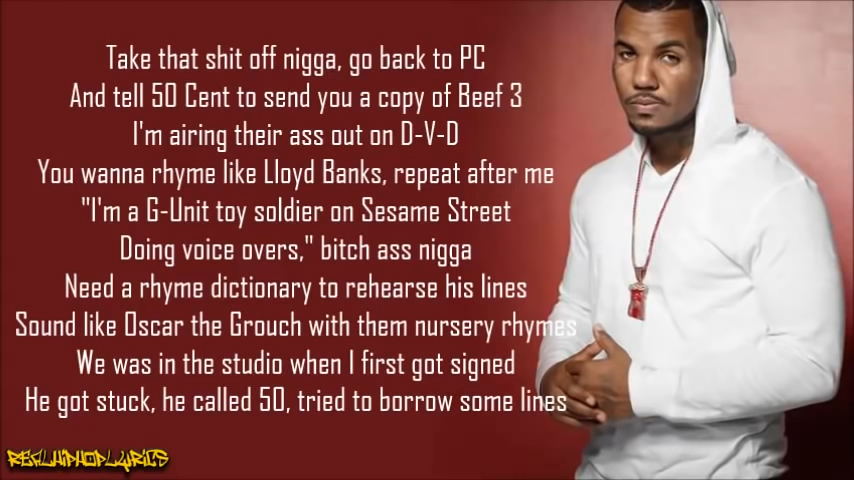 Take that shit off nigga, go back to PC
And tell 50 Cent to send you a copy of Beef 3
I'm airing their ass out on D-V-D
You wanna rhyme like Lloyd Banks, repeat after me
"I'm a G-Unit toy soldier on Sesame Street
Doing voice overs," bitch ass nigga
Need a rhyme dictionary to rehearse his lines
Sound like Oscar the Grouch with them nursery rhymes
We was in the studio when I first got signed
He got stuck, he called 50, tried to borrow some lines
REALHIPHOPLYRICS